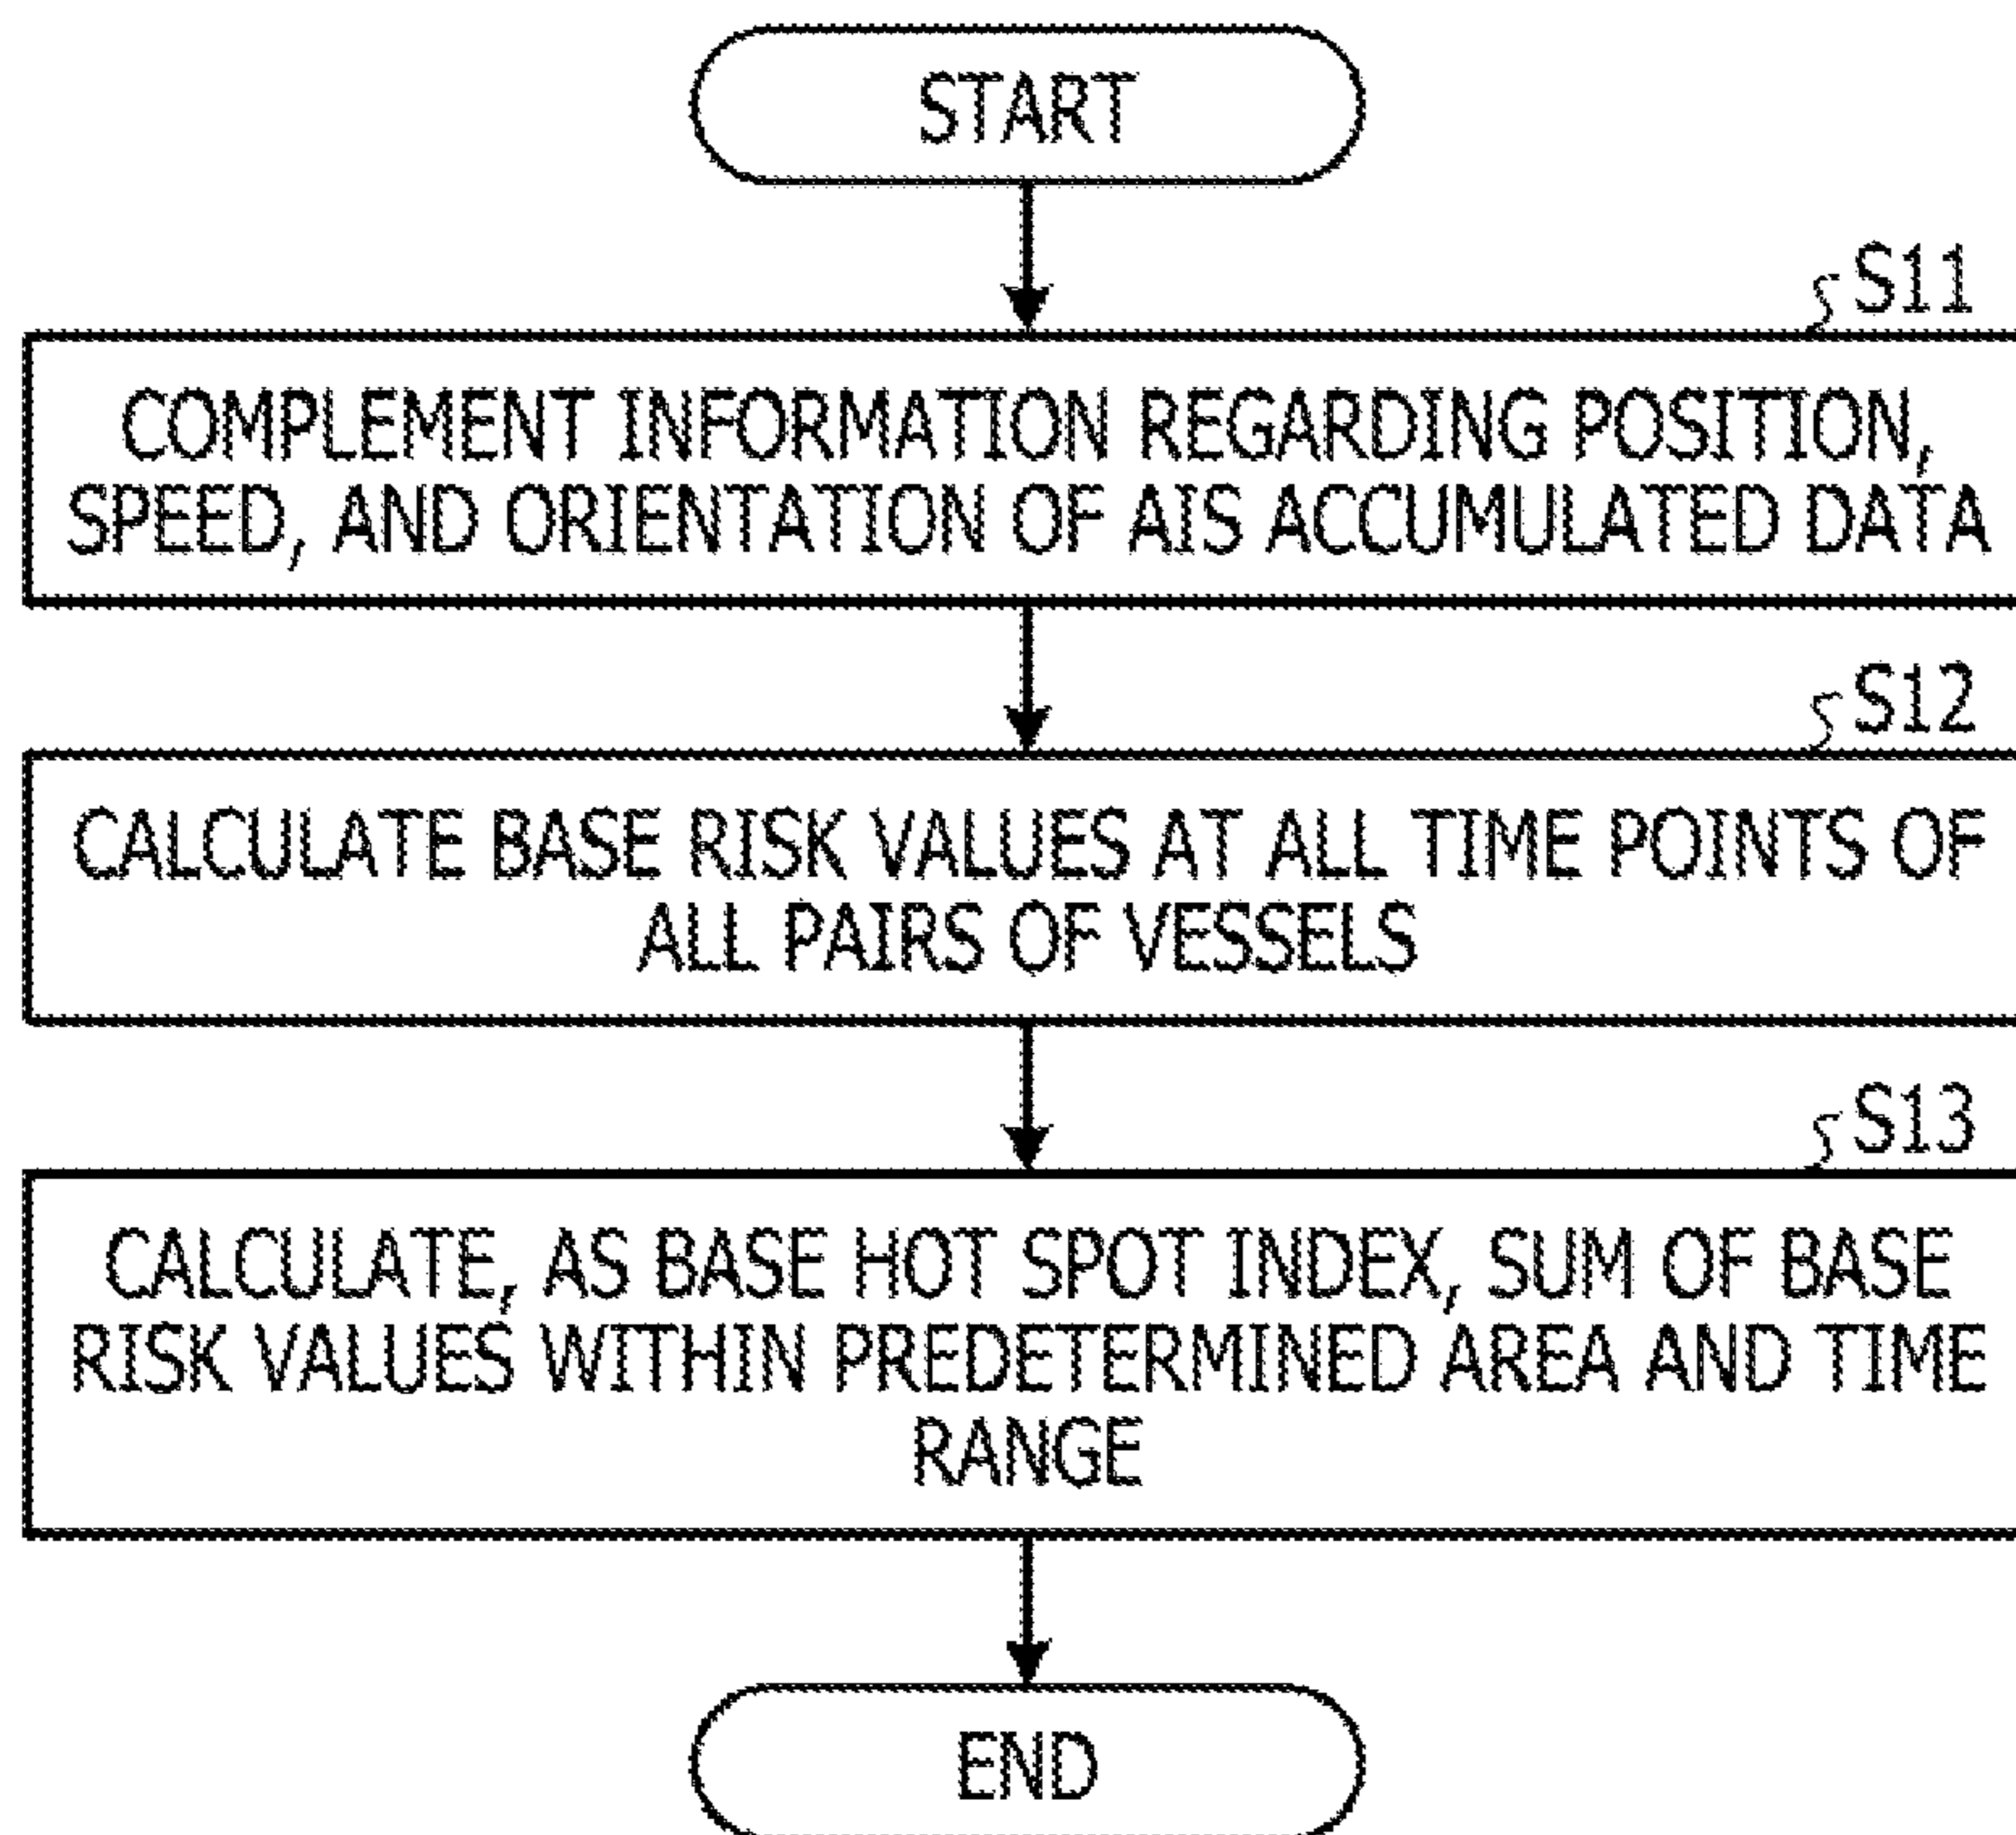 START
S11
COMPLEMENT INFORMATION REGARDING POSITION,
SPEED, AND ORIENTATION OF AIS ACCUMULATED DATA
S12
CALCULATE BASE RISK VALUES AT ALL TIME POINTS OF
ALL PAIRS OF VESSELS
S13
CALCULATE, AS BASE HOT SPOT INDEX, SUM OF BASE
RISK VALUES WITHIN PREDETERMINED AREA AND TIME
RANGE
END